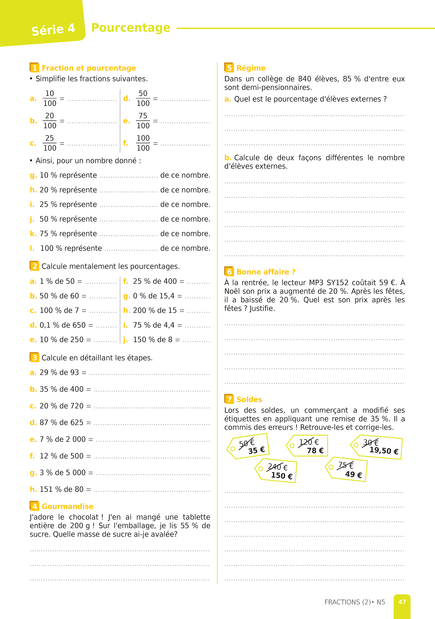 Série 4
Pourcentage
1 Fraction et pourcentage
• Simplifie les fractions suivantes.
a. 10/100 = ........................
d. 50/100 = ........................
b. 20/100 = ........................
e. 75/100 = ........................
c. 25/100 = ........................
f. 100/100 = ........................
• Ainsi, pour un nombre donné :
g. 10 % représente ........................ de ce nombre.
h. 20 % représente ........................ de ce nombre.
i. 25 % représente ........................ de ce nombre.
j. 50 % représente ........................ de ce nombre.
k. 75 % représente ........................ de ce nombre.
l. 100 % représente ........................ de ce nombre.
2 Calcule mentalement les pourcentages.
a. 1 % de 50 = ............
f. 25 % de 400 = ............
b. 50 % de 60 = ............
g. 0 % de 15,4 = ............
c. 100 % de 7 = ............
h. 200 % de 15 = ............
d. 0,1 % de 650 = ............
i. 75 % de 4,4 = ............
e. 10 % de 250 = ............
j. 150 % de 8 = ............
3 Calcule en détaillant les étapes.
a. 29 % de 93 = ........................
b. 35 % de 400 = ........................
c. 20 % de 720 = ........................
d. 87 % de 625 = ........................
e. 7 % de 2 000 = ........................
f. 12 % de 500 = ........................
g. 3 % de 5 000 = ........................
h. 151 % de 80 = ........................
4 Gourmandise
J'adore le chocolat ! J'en ai mangé une tablette
entière de 200 g ! Sur l'emballage, je lis 55 % de
sucre. Quelle masse de sucre ai-je avalée?
5 Régime
Dans un collège de 840 élèves, 85 % d'entre eux
sont demi-pensionnaires.
a. Quel est le pourcentage d'élèves externes ?
b. Calcule de deux façons différentes le nombre
d'élèves externes.
6 Bonne affaire ?
À la rentrée, le lecteur MP3 SY152 coûtait 59 €. À
Noël son prix a augmenté de 20 %. Après les fêtes,
il a baissé de 20 %. Quel est son prix après les
fêtes ? Justifie.
7 Soldes
Lors des soldes, un commerçant a modifié ses
étiquettes en appliquant une remise de 35 %. Il a
commis des erreurs ! Retrouve-les et corrige-les.
50 €
35 €
120 €
78 €
30 €
19,50 €
240 €
150 €
75 €
49 €
FRACTIONS (2)• N5
47